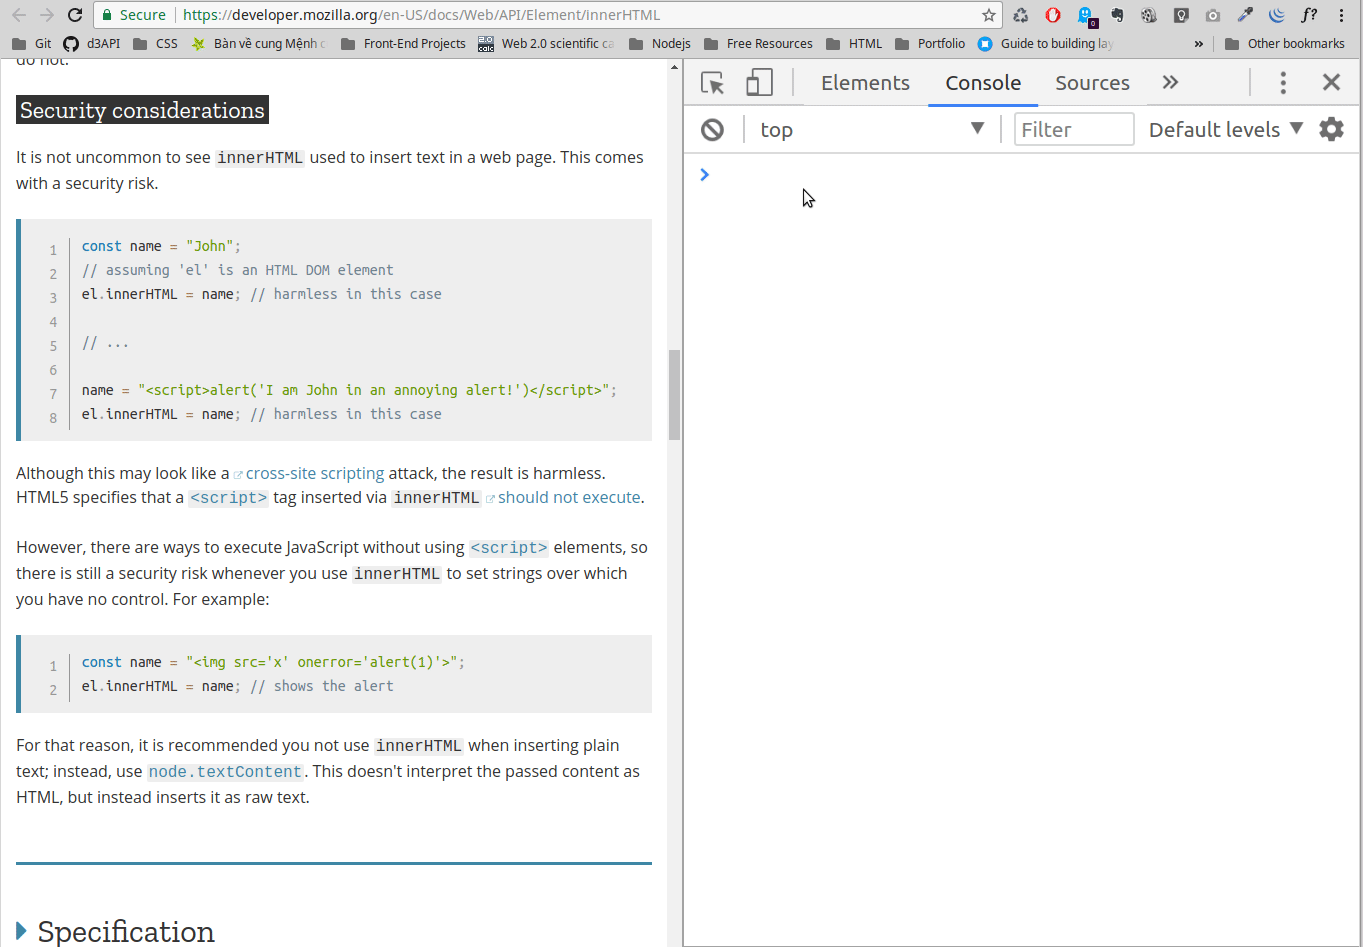 Secure https://developer.mozilla.org/en-US/docs/Web/API/Element/innerHTML
0
f?
Git d3API CSS Bàn về cung Mệnh Front-End Projects 2.0 calc Web 2.0 scientific ca Nodejs Free Resources HTML Portfolio Guide to building lay » Other bookmarks
do not.
Security considerations
It is not uncommon to see innerHTML used to insert text in a web page. This comes
with a security risk.
1 const name = "John";
2 // assuming 'el' is an HTML DOM element
3 el.innerHTML = name; // harmless in this case
4
5 // ...
6
7 name = "<script>alert('I am John in an annoying alert!')</script>";
8 el.innerHTML = name; // harmless in this case
Although this may look like a cross-site scripting attack, the result is harmless.
HTML5 specifies that a <script> tag inserted via innerHTML should not execute.
However, there are ways to execute JavaScript without using <script> elements, so
there is still a security risk whenever you use innerHTML to set strings over which
you have no control. For example:
1 const name = "<img src='x' onerror='alert(1)'>";
2 el.innerHTML = name; // shows the alert
For that reason, it is recommended you not use innerHTML when inserting plain
text; instead, use node.textContent. This doesn't interpret the passed content as
HTML, but instead inserts it as raw text.
Specification
Elements Console Sources »
top Filter Default levels